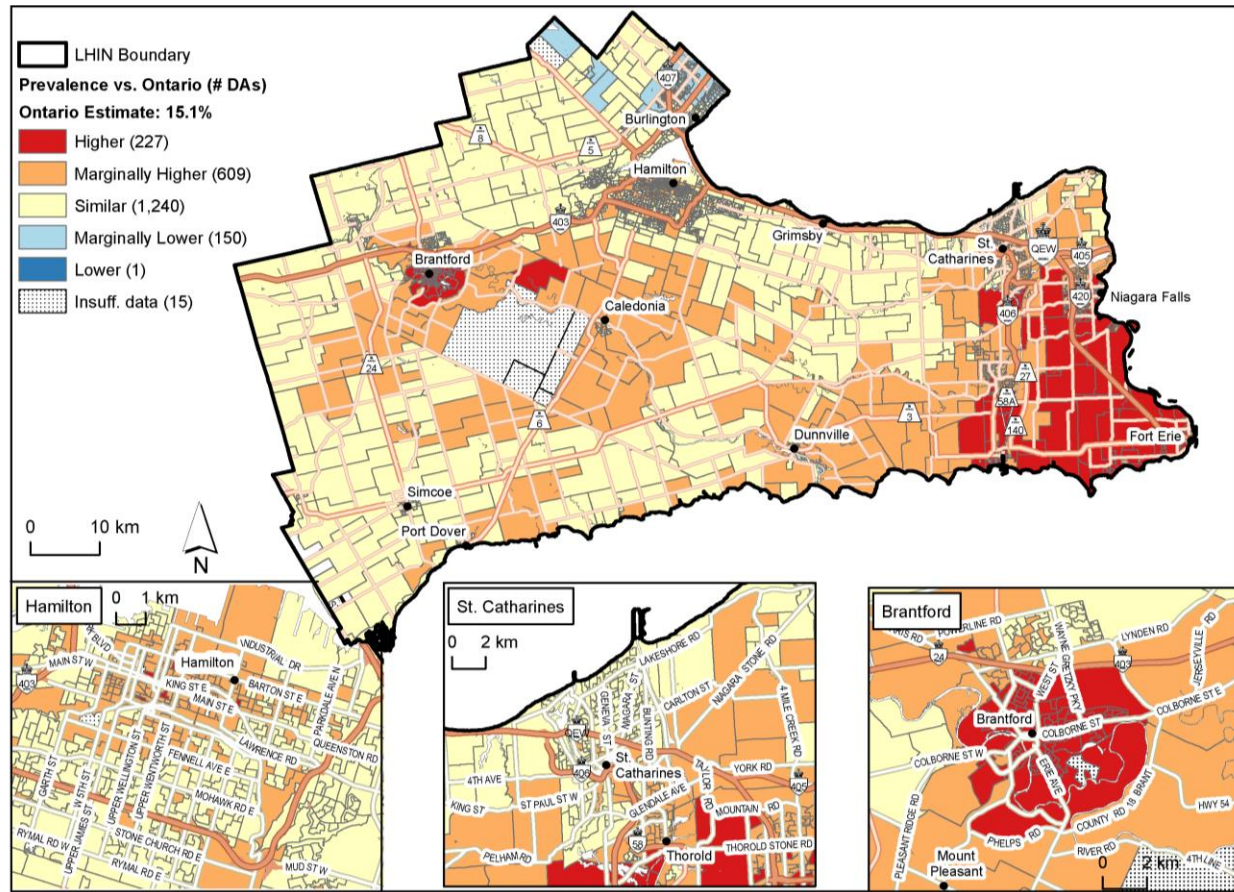 LHIN Boundary
Prevalence vs. Ontario (# DAs)
Ontario Estimate: 15.1%
Higher (227)
Marginally Higher (609)
Similar (1,240)
Marginally Lower (150)
Lower (1)
Insuff. data (15)
407
Burlington
8
5
Hamilton
403
Grimsby
St.
Catharines
QEW
405
Brantford
420
Niagara Falls
406
Caledonia
24
27
58A
6
3
140
Dunnville
Fort Erie
Simcoe
Port Dover
0 10 km
N
Hamilton
0 1 km
BLVD
INDUSTRIAL DR
MAIN ST W
403
Hamilton
KING ST E
BARTON ST E
MAIN ST E
PARKDALE AVE N
LAWRENCE RD
QUEENSTON RD
GARTH ST
W 5TH ST
UPPER JAMES ST
UPPER WELLINGTON ST
UPPER WENTWORTH ST
FENNELL AVE E
MOHAWK RD E
STONE CHURCH RD E
RYMAL RD W
RYMAL RD E
MUD ST W
St. Catharines
0 2 km
LAKESHORE RD
GENEVA ST
NIAGARA ST
BUNTING RD
CARLTON ST
NIAGARA STONE RD
4 MILE CREEK RD
QEW
406
St.
Catharines
4TH AVE
KING ST
ST PAUL ST W
GLENDALE AVE
TAYLOR RD
YORK RD
405
MOUNTAIN RD
58
Thorold
THOROLD STONE RD
PELHAM RD
Brantford
POWERLINE RD
24
WEST ST
WAYNE GRETZKY PKY
LYNDEN RD
403
JERSEYVILLE RD
Brantford
COLBORNE ST
COLBORNE ST E
COLBORNE ST W
ERIE AVE
PLEASANT RIDGE RD
PHELPS RD
COUNTY RD 18 BRANT
HWY 54
RIVER RD
4TH LINE
Mount
Pleasant
0 2 km